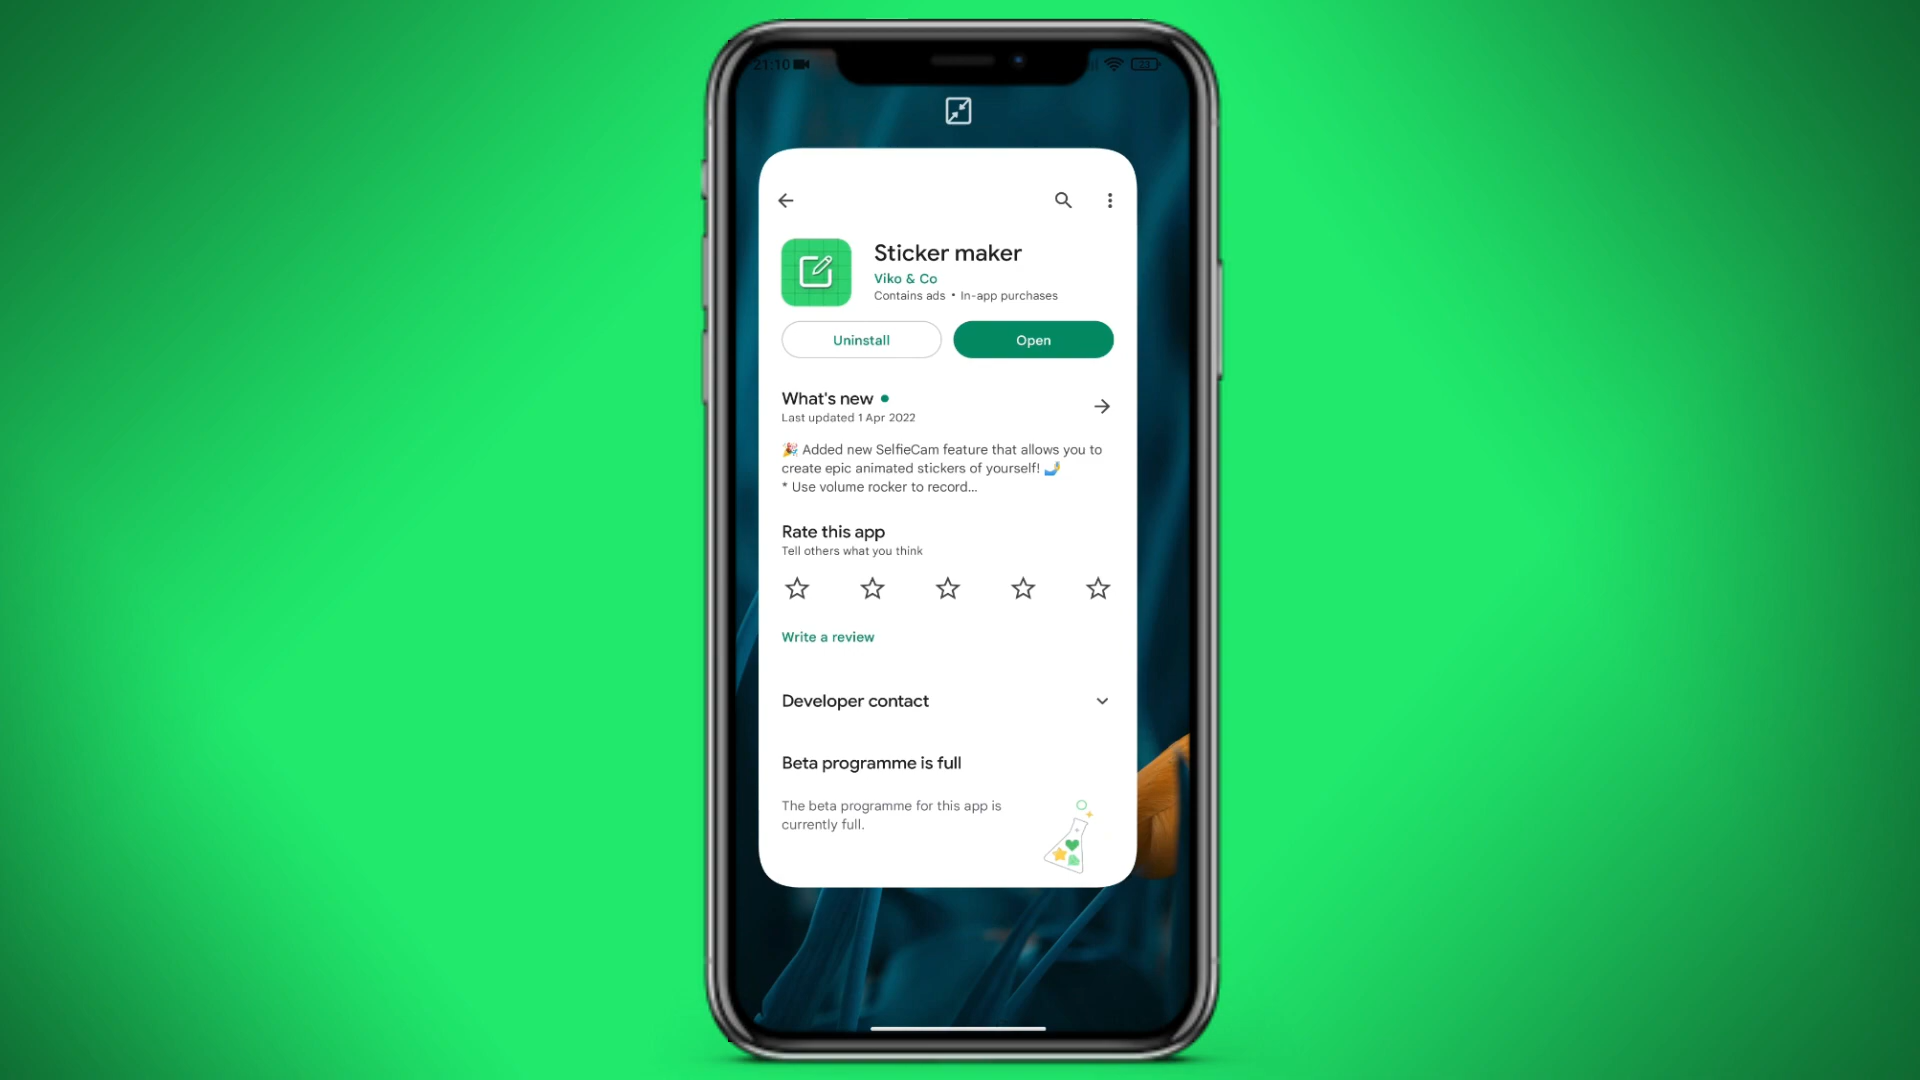 21:10
23
Sticker maker
Viko & Co
Contains ads • In-app purchases
Uninstall
Open
What's new
Last updated 1 Apr 2022
🎉 Added new SelfieCam feature that allows you to
create epic animated stickers of yourself! 🤳
* Use volume rocker to record...
Rate this app
Tell others what you think
Write a review
Developer contact
Beta programme is full
The beta programme for this app is
currently full.